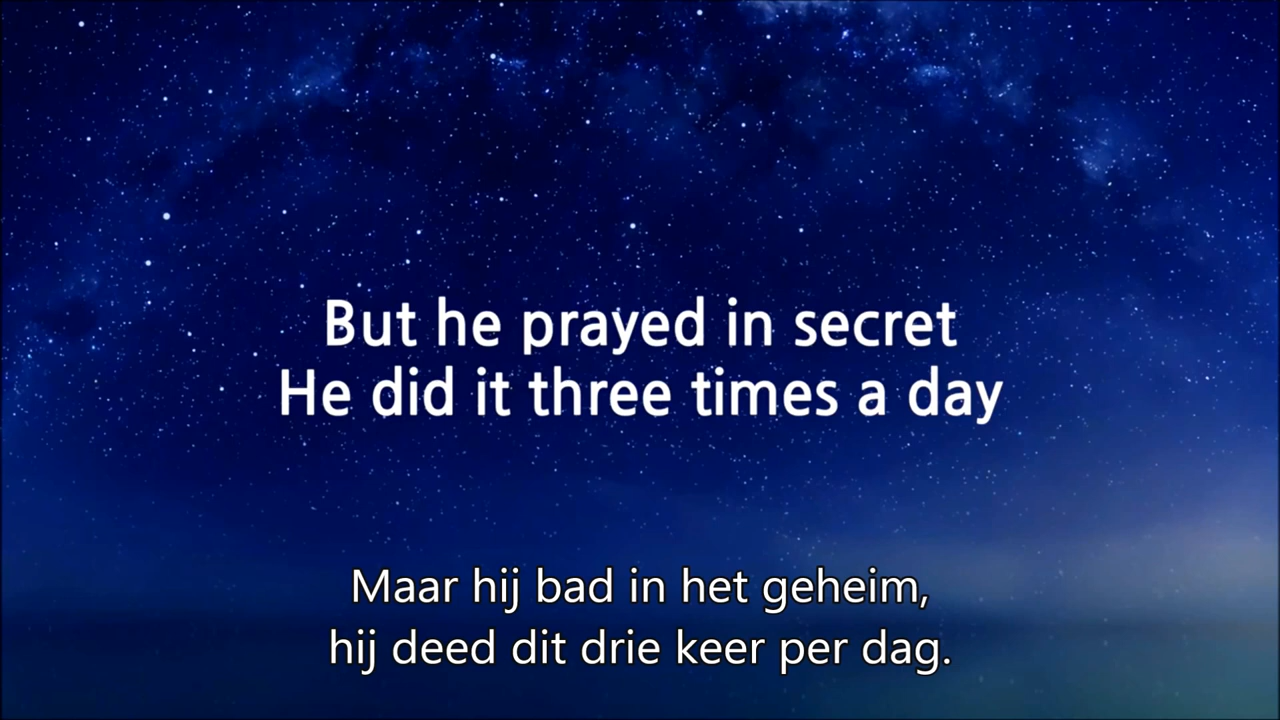 But he prayed in secret
He did it three times a day
Maar hij bad in het geheim,
hij deed dit drie keer per dag.